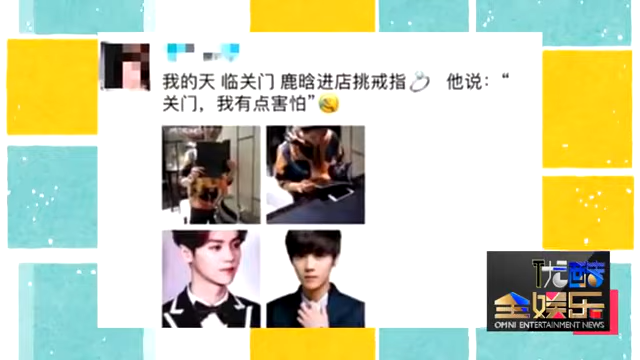 我的天 临关门 鹿晗进店挑戒指💍 他说：“
关门，我有点害怕”
优酷
全娱乐
OMNI ENTERTAINMENT NEWS